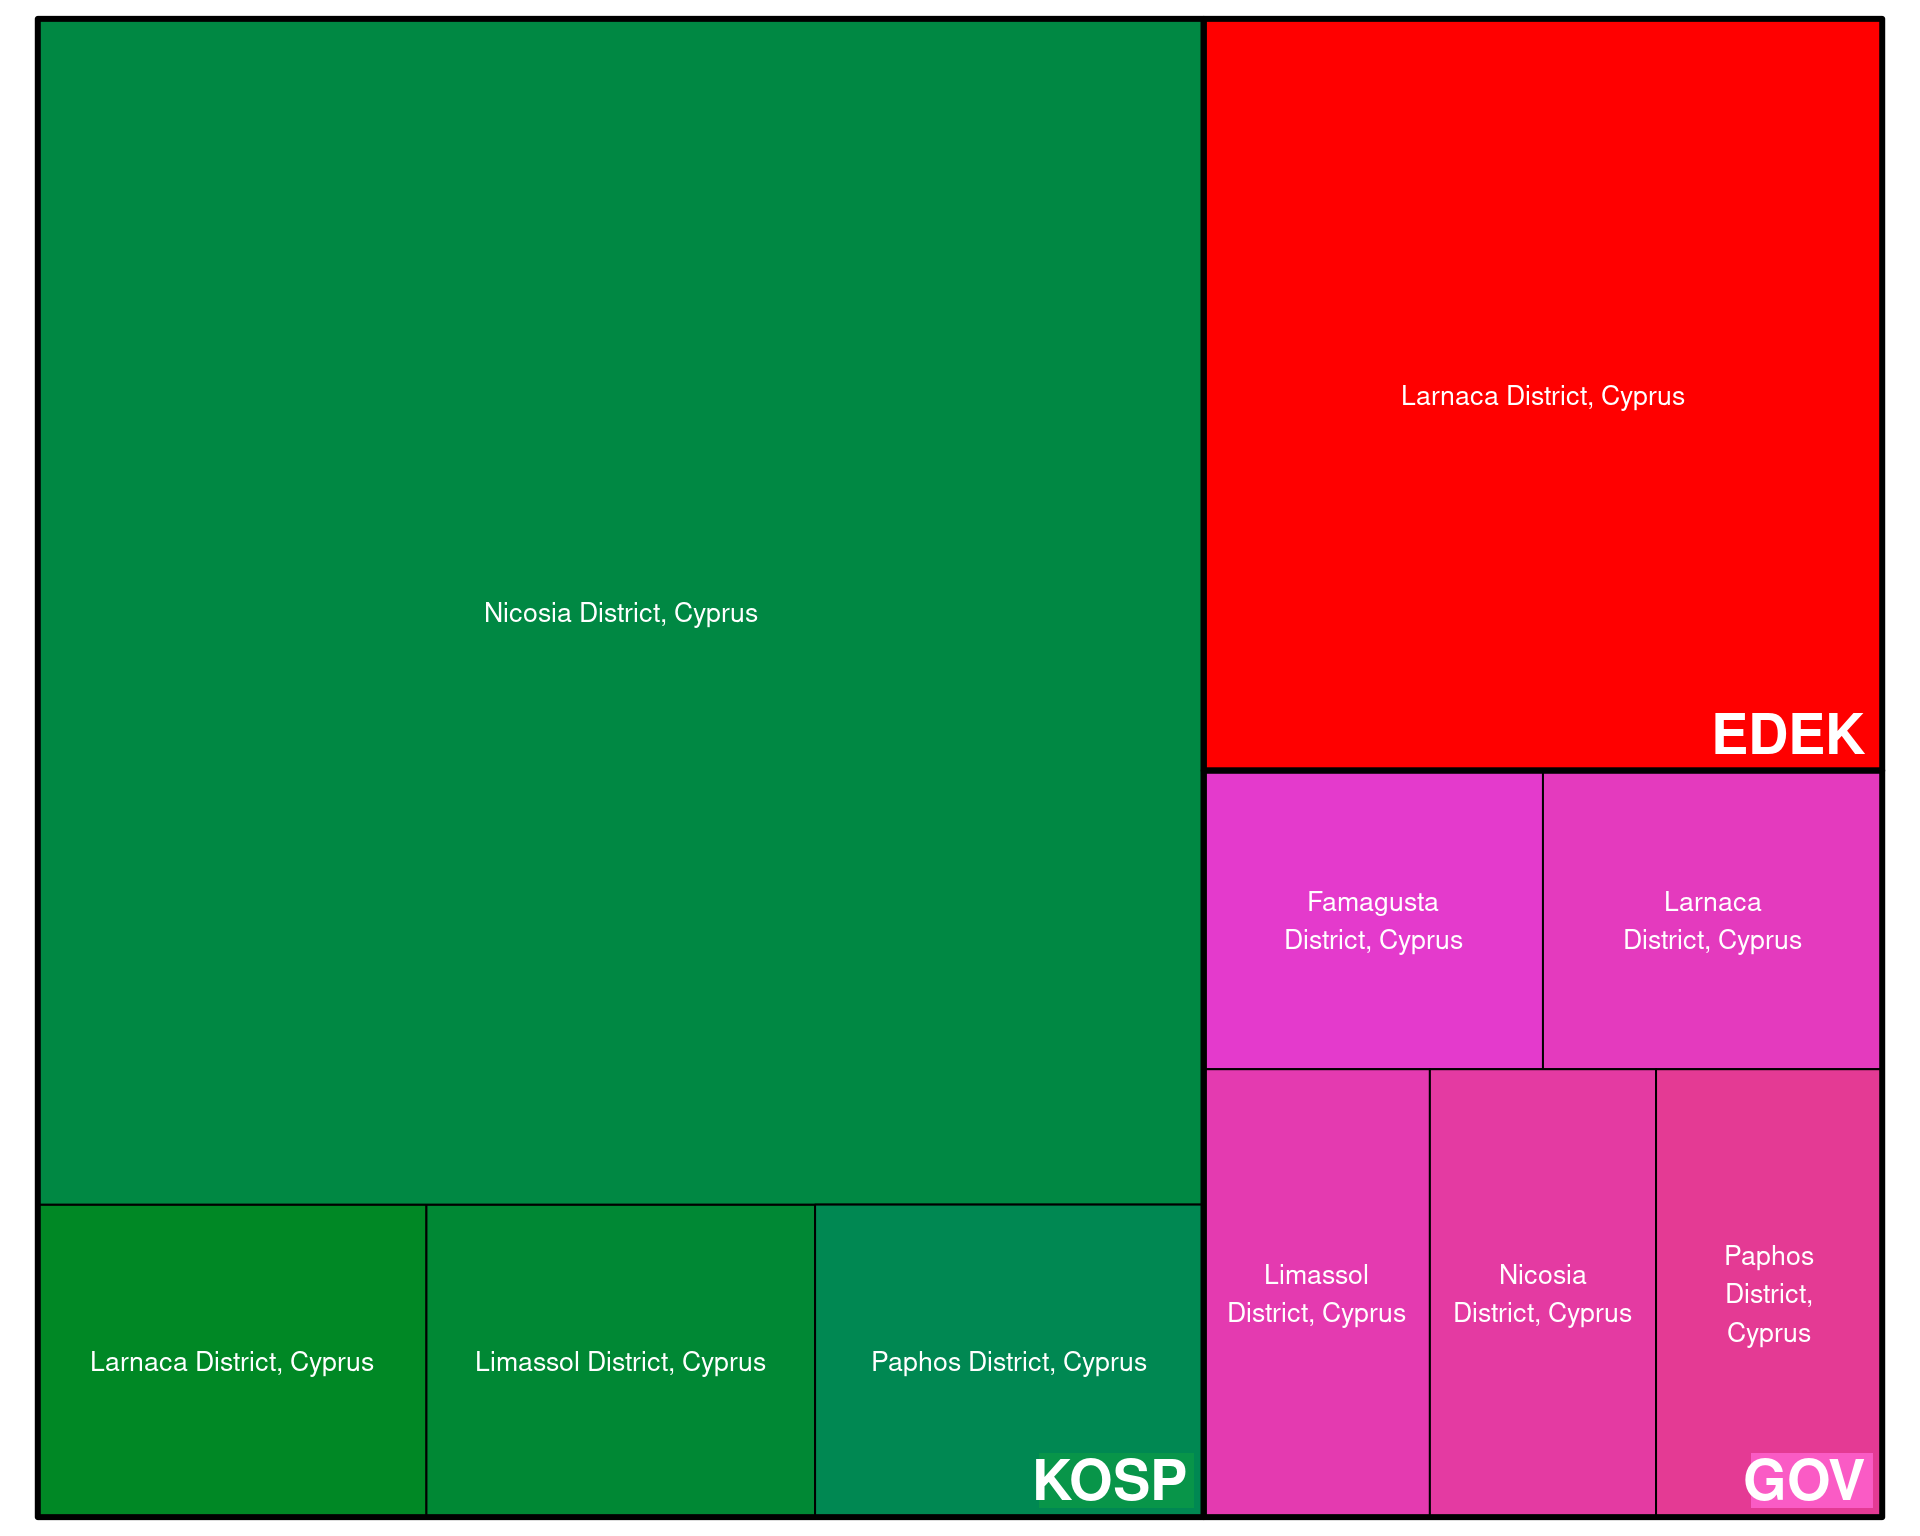 Nicosia District, Cyprus
Larnaca District, Cyprus
Limassol District, Cyprus
Paphos District, Cyprus
KOSP
Larnaca District, Cyprus
EDEK
Famagusta
District, Cyprus
Larnaca
District, Cyprus
Limassol
District, Cyprus
Nicosia
District, Cyprus
Paphos
District,
Cyprus
GOV